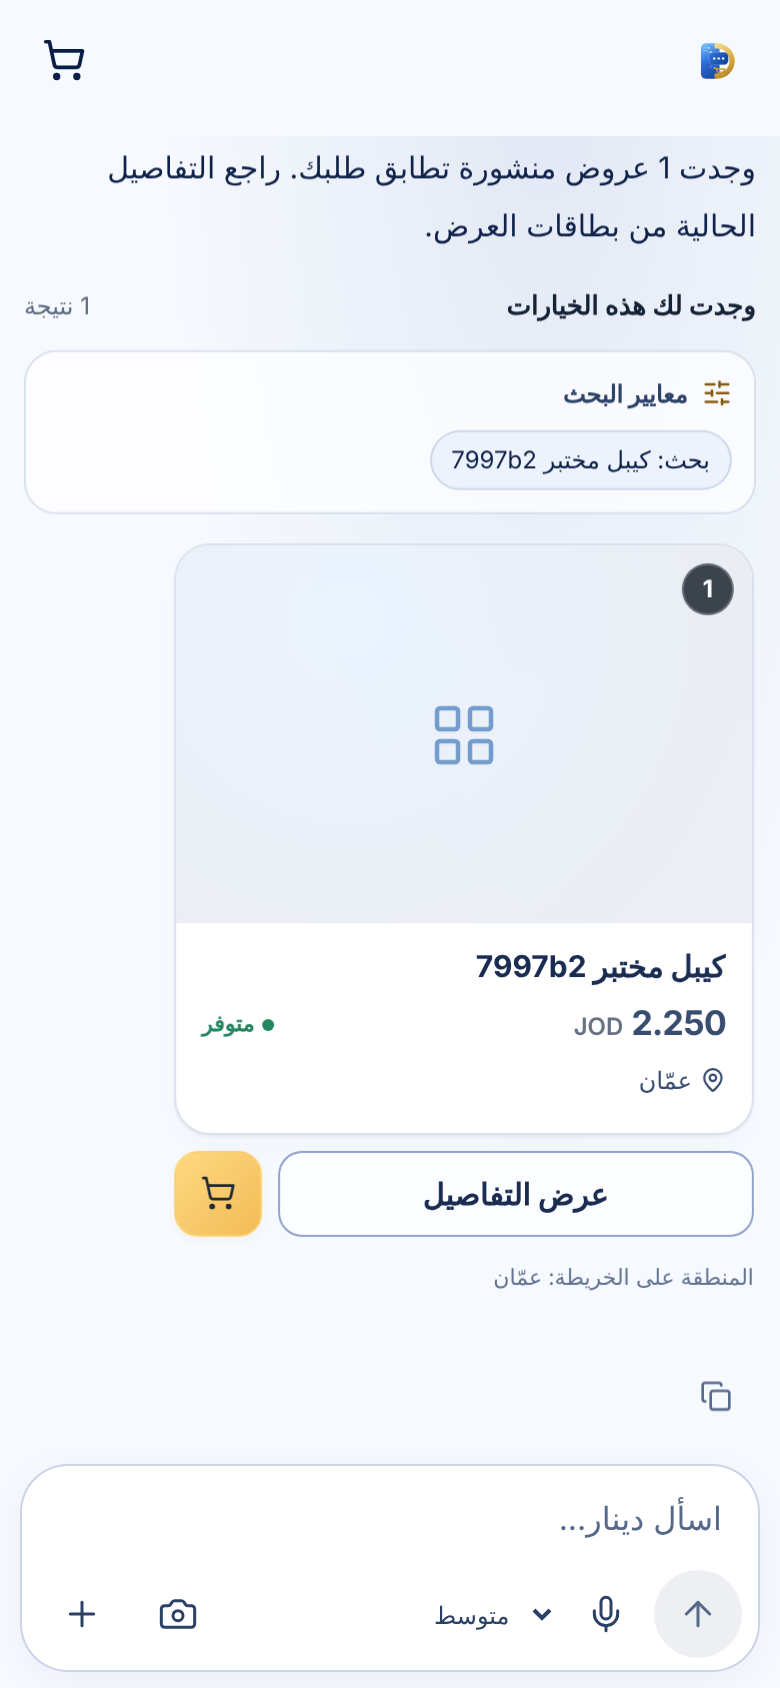 وجدت 1 عروض منشورة تطابق طلبك. راجع التفاصيل
الحالية من بطاقات العرض.
وجدت لك هذه الخيارات
1 نتيجة
معايير البحث
بحث: كيبل مختبر 7997b2
1
كيبل مختبر 7997b2
2.250 JOD
متوفر
عمّان
عرض التفاصيل
المنطقة على الخريطة: عمّان
اسأل دينار...
متوسط